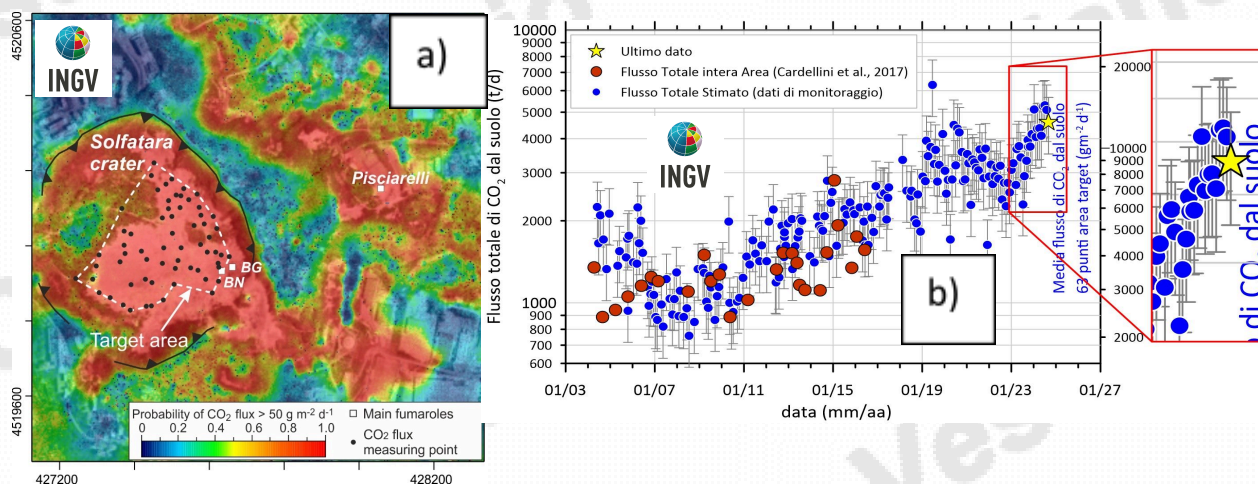 4520600
4519600
427200
428200
INGV
a)
Solfatara
crater
Pisciarelli
BG
BN
Target area
Probability of CO2 flux > 50 g m-2 d-1
0
0.2
0.4
0.6
0.8
1.0
Main fumaroles
CO2 flux
measuring point
Flusso totale di CO2 dal suolo (t/d)
10000
9000
8000
7000
6000
5000
4000
3000
2000
1000
900
800
700
600
Ultimo dato
Flusso Totale intera Area (Cardellini et al., 2017)
Flusso Totale Stimato (dati di monitoraggio)
INGV
b)
01/03
01/07
01/11
01/15
01/19
01/23
01/27
data (mm/aa)
Media flusso di CO2 dal suolo
63 punti area target (gm-2 d-1)
20000
10000
9000
8000
7000
6000
5000
4000
3000
2000
di CO2 dal suolo
Ves